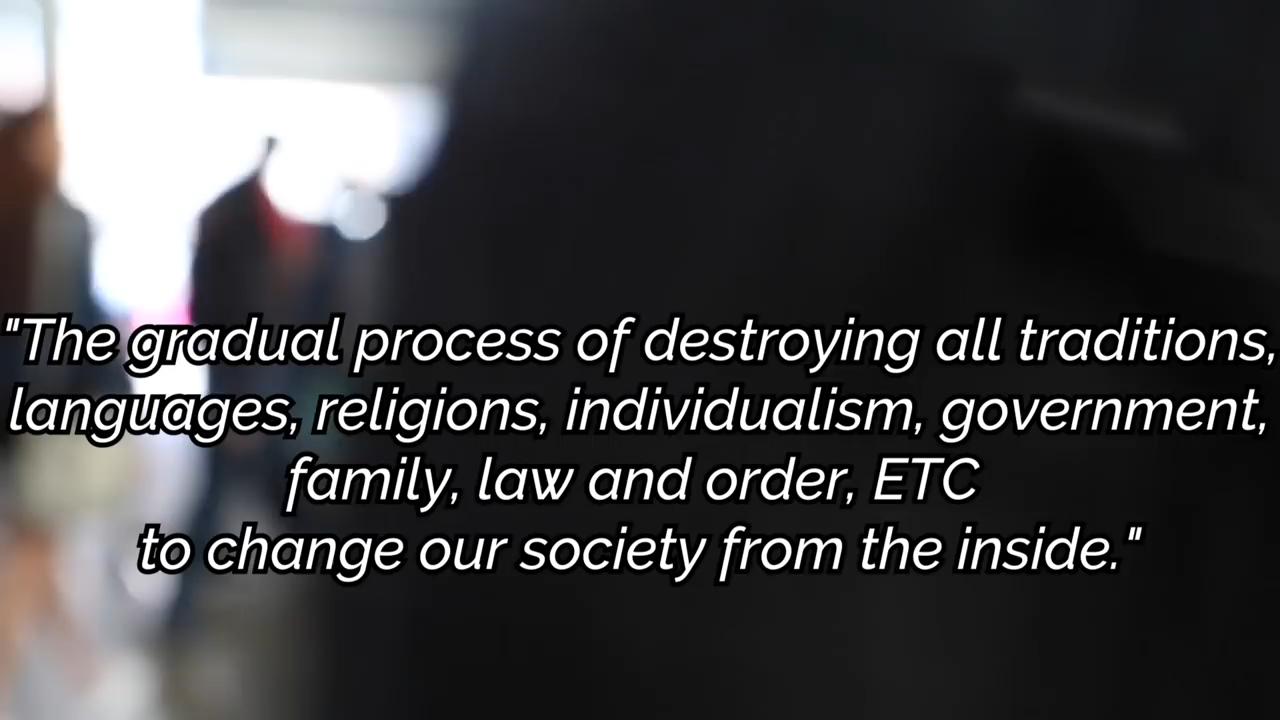 "The gradual process of destroying all traditions,
languages, religions, individualism, government,
family, law and order, ETC
to change our society from the inside."